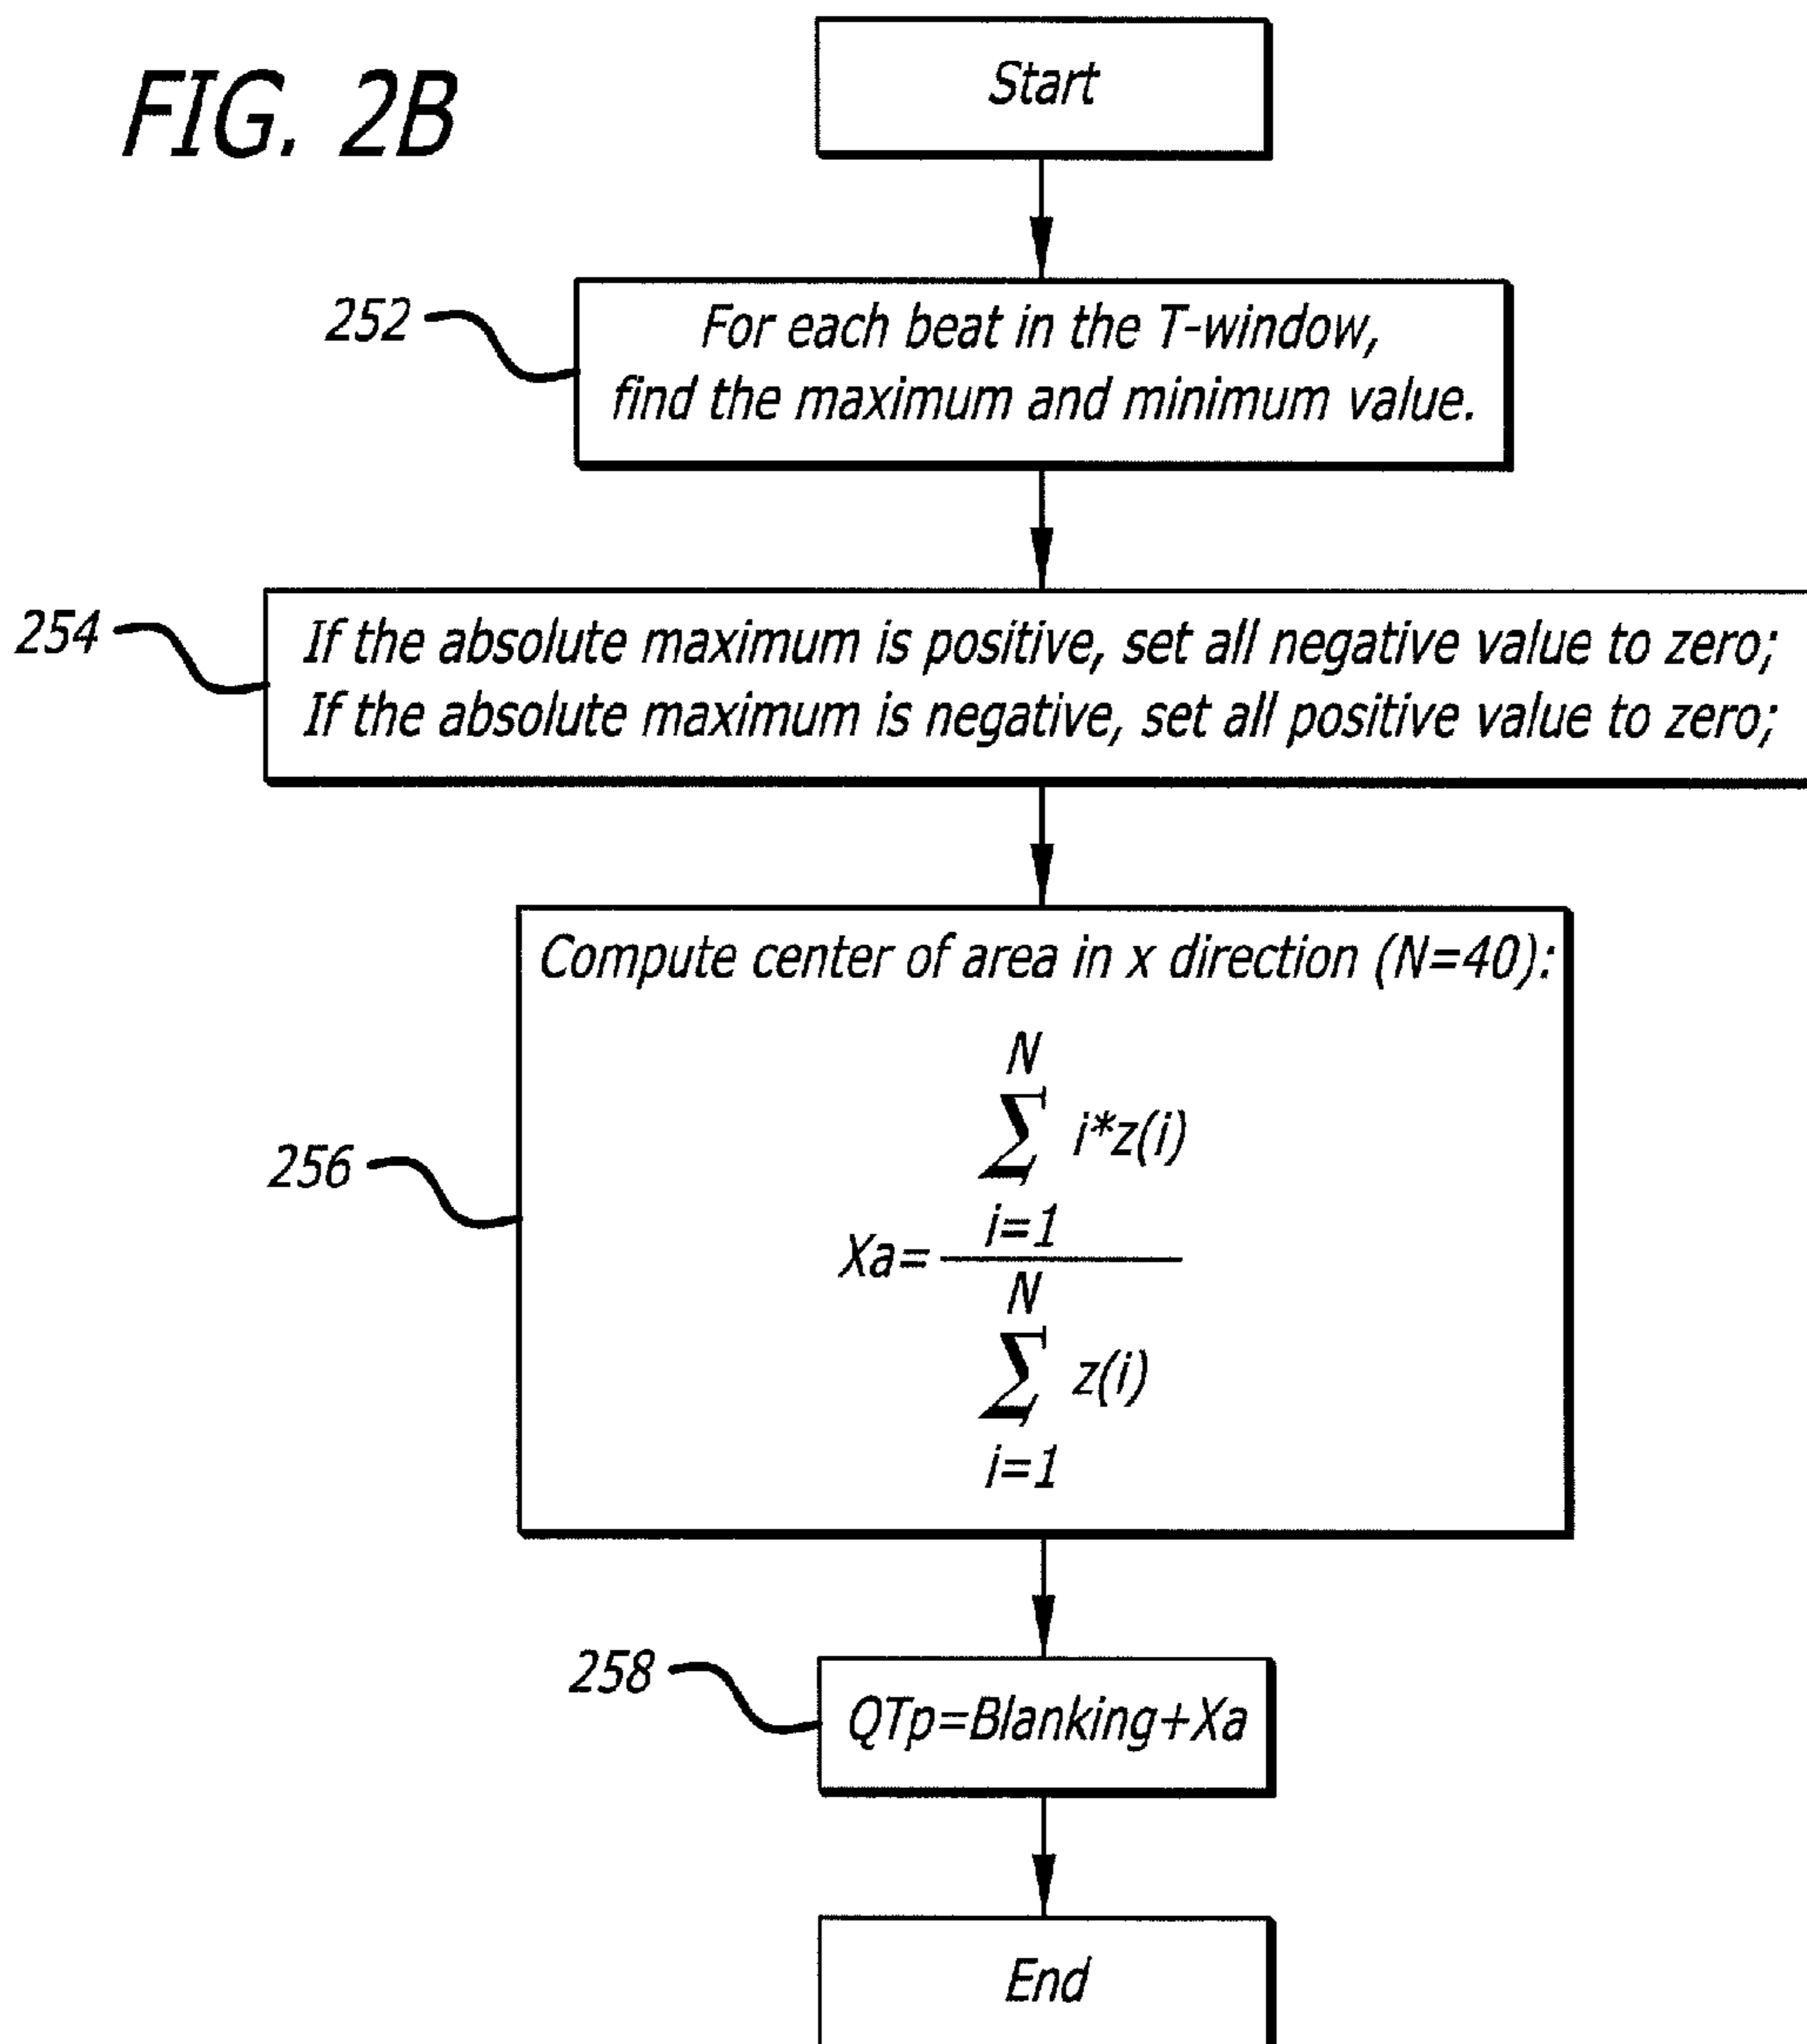 FIG. 2B
Start
252
For each beat in the T-window,
find the maximum and minimum value.
254
If the absolute maximum is positive, set all negative value to zero;
If the absolute maximum is negative, set all positive value to zero;
256
Compute center of area in x direction (N=40):
N
∑ i*z(i)
i=1
Xa=
N
∑ z(i)
i=1
258
QTp=Blanking+Xa
End